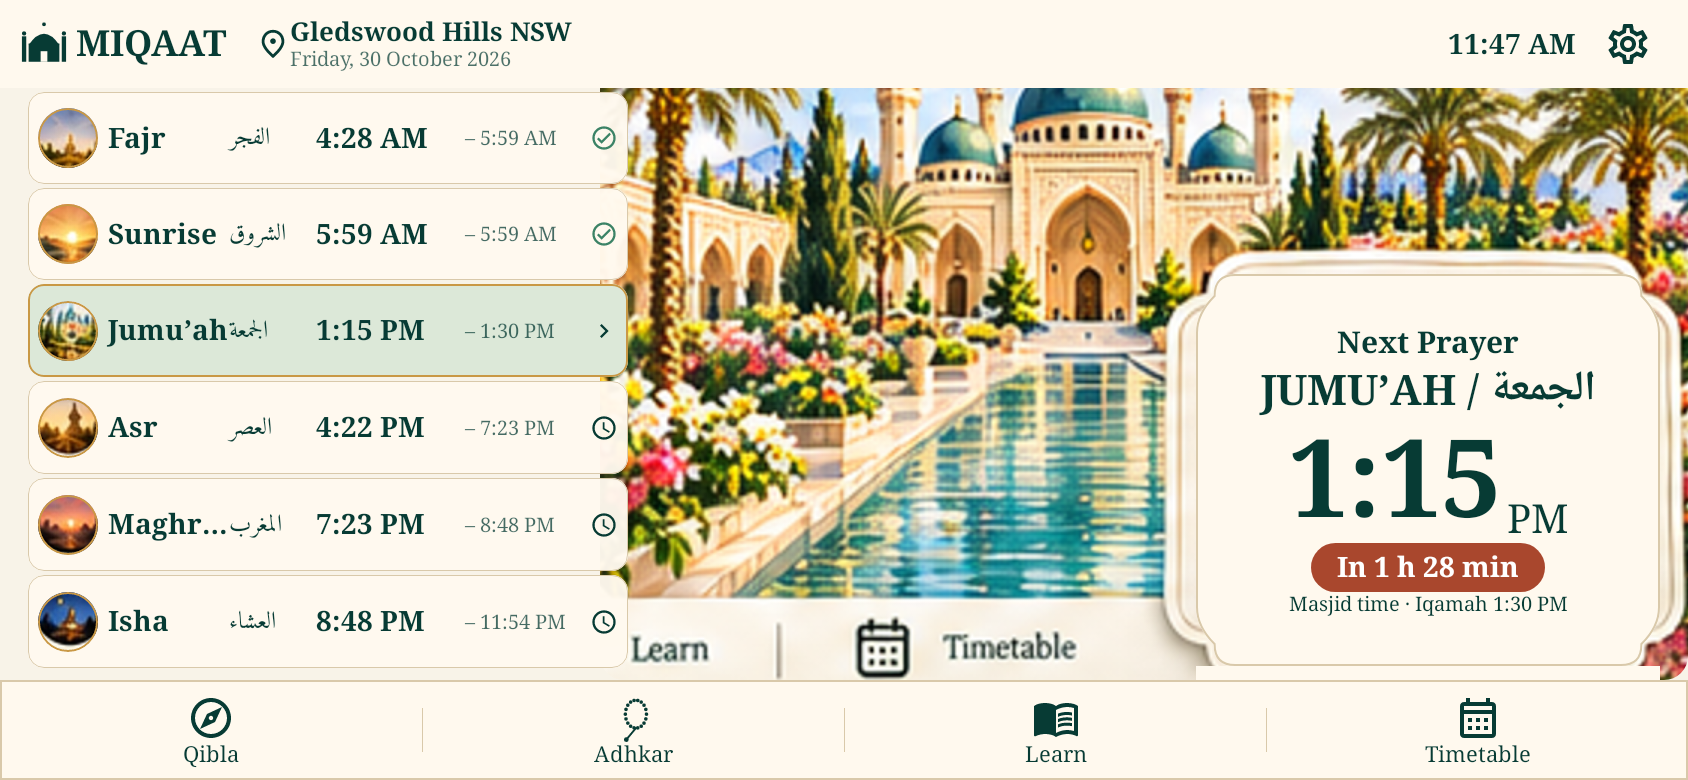 MIQAAT
Gledswood Hills NSW
Friday, 30 October 2026
11:47 AM
Fajr الفجر 4:28 AM – 5:59 AM
Sunrise الشروق 5:59 AM – 5:59 AM
Jumu’ah الجمعة 1:15 PM – 1:30 PM
Asr العصر 4:22 PM – 7:23 PM
Maghr... المغرب 7:23 PM – 8:48 PM
Isha العشاء 8:48 PM – 11:54 PM
Next Prayer
JUMU’AH / الجمعة
1:15 PM
In 1 h 28 min
Masjid time · Iqamah 1:30 PM
Learn
Timetable
Qibla
Adhkar
Learn
Timetable